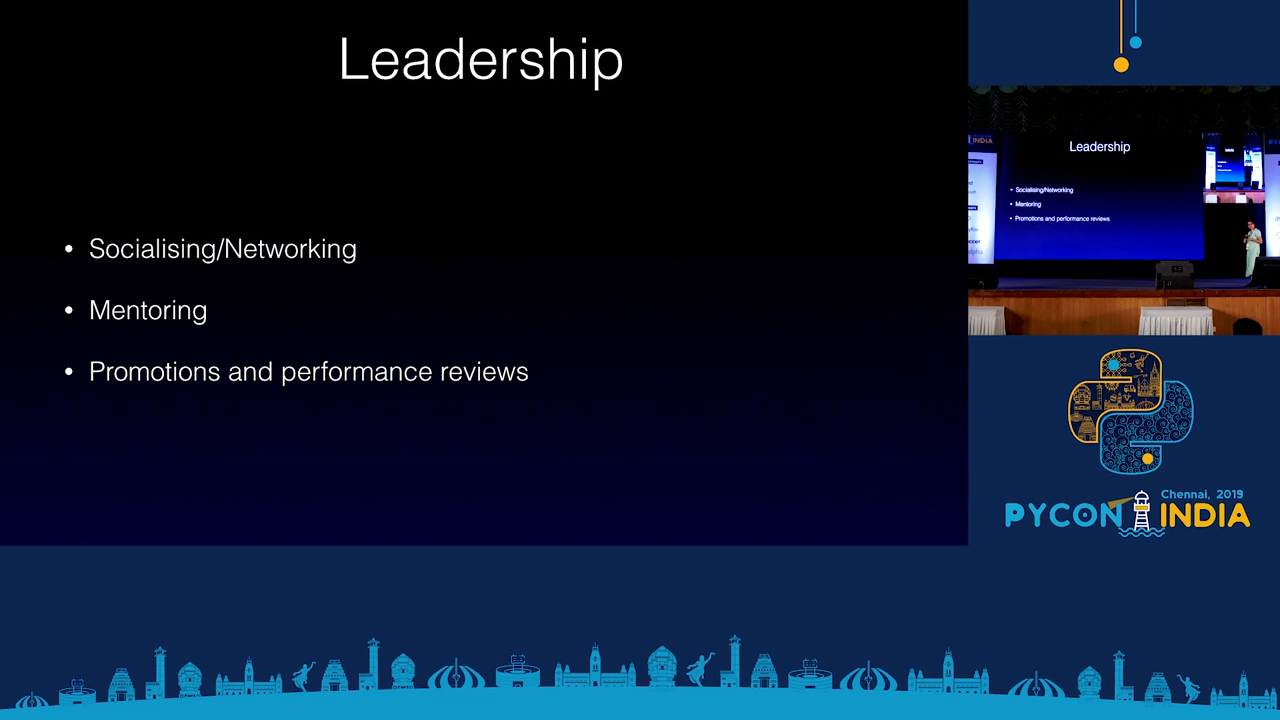 Leadership
• Socialising/Networking
• Mentoring
• Promotions and performance reviews
INDIA
Leadership
• Socialising/Networking
• Mentoring
• Promotions and performance reviews
Chennai, 2019
PYCON INDIA